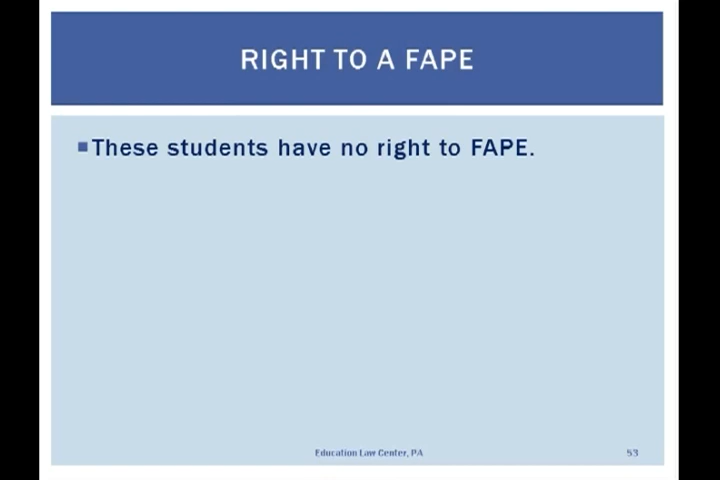 RIGHT TO A FAPE
These students have no right to FAPE.
Education Law Center, PA
53